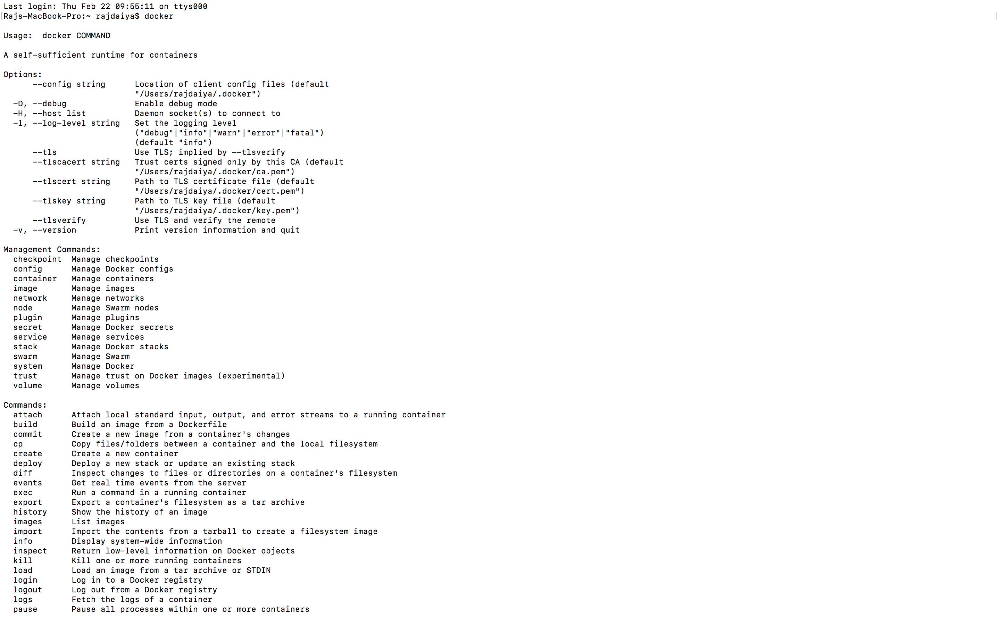 Last login: Thu Feb 22 09:55:11 on ttys000
[Rajs-MacBook-Pro:~ rajdaiya$ docker ]

Usage:  docker COMMAND

A self-sufficient runtime for containers

Options:
      --config string      Location of client config files (default
                           "/Users/rajdaiya/.docker")
  -D, --debug              Enable debug mode
  -H, --host list          Daemon socket(s) to connect to
  -l, --log-level string   Set the logging level
                           ("debug"|"info"|"warn"|"error"|"fatal")
                           (default "info")
      --tls                Use TLS; implied by --tlsverify
      --tlscacert string   Trust certs signed only by this CA (default
                           "/Users/rajdaiya/.docker/ca.pem")
      --tlscert string     Path to TLS certificate file (default
                           "/Users/rajdaiya/.docker/cert.pem")
      --tlskey string      Path to TLS key file (default
                           "/Users/rajdaiya/.docker/key.pem")
      --tlsverify          Use TLS and verify the remote
  -v, --version            Print version information and quit

Management Commands:
  checkpoint  Manage checkpoints
  config      Manage Docker configs
  container   Manage containers
  image       Manage images
  network     Manage networks
  node        Manage Swarm nodes
  plugin      Manage plugins
  secret      Manage Docker secrets
  service     Manage services
  stack       Manage Docker stacks
  swarm       Manage Swarm
  system      Manage Docker
  trust       Manage trust on Docker images (experimental)
  volume      Manage volumes

Commands:
  attach      Attach local standard input, output, and error streams to a running container
  build       Build an image from a Dockerfile
  commit      Create a new image from a container's changes
  cp          Copy files/folders between a container and the local filesystem
  create      Create a new container
  deploy      Deploy a new stack or update an existing stack
  diff        Inspect changes to files or directories on a container's filesystem
  events      Get real time events from the server
  exec        Run a command in a running container
  export      Export a container's filesystem as a tar archive
  history     Show the history of an image
  images      List images
  import      Import the contents from a tarball to create a filesystem image
  info        Display system-wide information
  inspect     Return low-level information on Docker objects
  kill        Kill one or more running containers
  load        Load an image from a tar archive or STDIN
  login       Log in to a Docker registry
  logout      Log out from a Docker registry
  logs        Fetch the logs of a container
  pause       Pause all processes within one or more containers